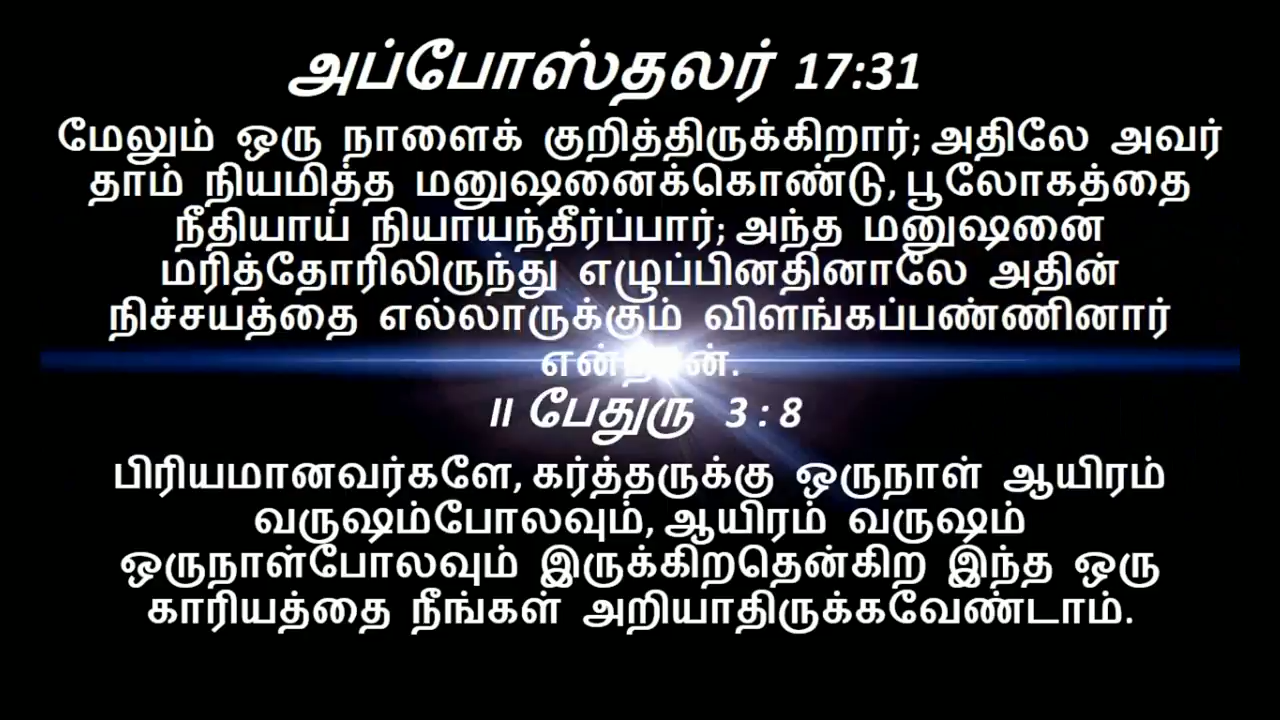 அப்போஸ்தலர் 17:31
மேலும் ஒரு நாளைக் குறித்திருக்கிறார்; அதிலே அவர்
தாம் நியமித்த மனுஷனைக்கொண்டு, பூலோகத்தை
நீதியாய் நியாயந்தீர்ப்பார்; அந்த மனுஷனை
மரித்தோரிலிருந்து எழுப்பினதினாலே அதின்
நிச்சயத்தை எல்லாருக்கும் விளங்கப்பண்ணினார்
என்றான்.
II பேதுரு 3 : 8
பிரியமானவர்களே, கர்த்தருக்கு ஒருநாள் ஆயிரம்
வருஷம்போலவும், ஆயிரம் வருஷம்
ஒருநாள்போலவும் இருக்கிறதென்கிற இந்த ஒரு
காரியத்தை நீங்கள் அறியாதிருக்கவேண்டாம்.